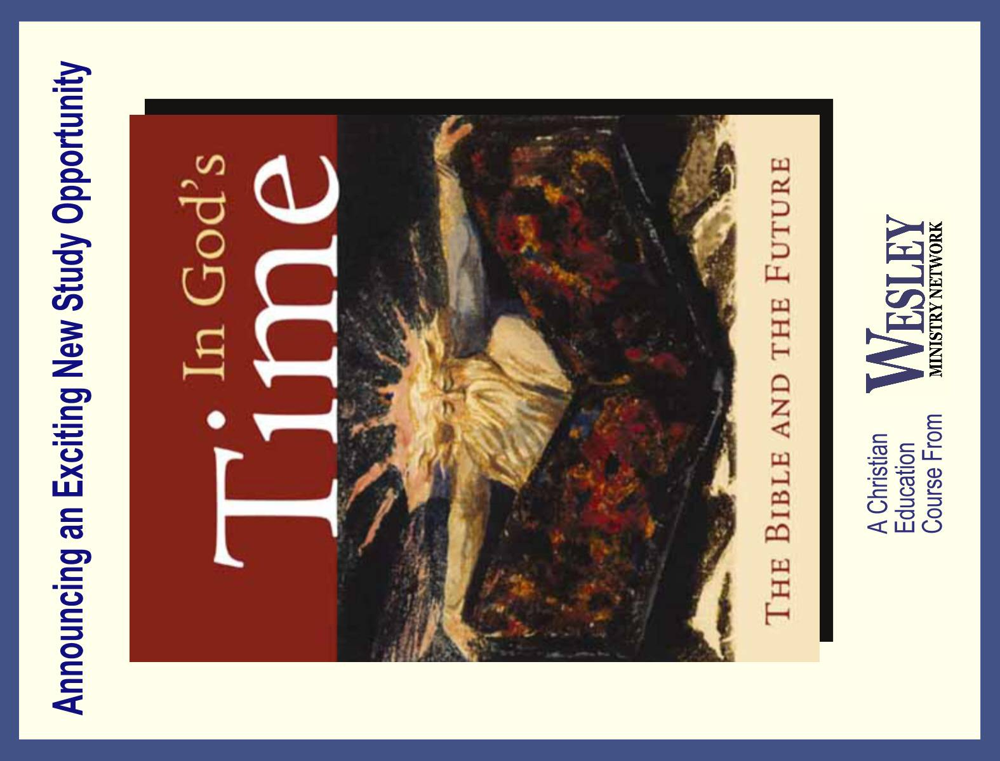 Announcing an Exciting New Study Opportunity
In God's
Time
THE BIBLE AND THE FUTURE
A Christian
Education
Course From
WESLEY
MINISTRY NETWORK